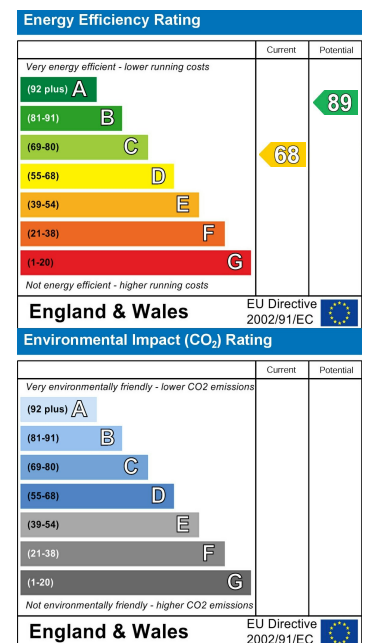 Energy Efficiency Rating
Current Potential
Very energy efficient - lower running costs
(92 plus) A
(81-91) B
(69-80) C
(55-68) D
(39-54) E
(21-38) F
(1-20) G
68
89
Not energy efficient - higher running costs
England & Wales
EU Directive
2002/91/EC
Environmental Impact (CO₂) Rating
Current Potential
Very environmentally friendly - lower CO2 emissions
(92 plus) A
(81-91) B
(69-80) C
(55-68) D
(39-54) E
(21-38) F
(1-20) G
Not environmentally friendly - higher CO2 emissions
England & Wales
EU Directive
2002/91/EC